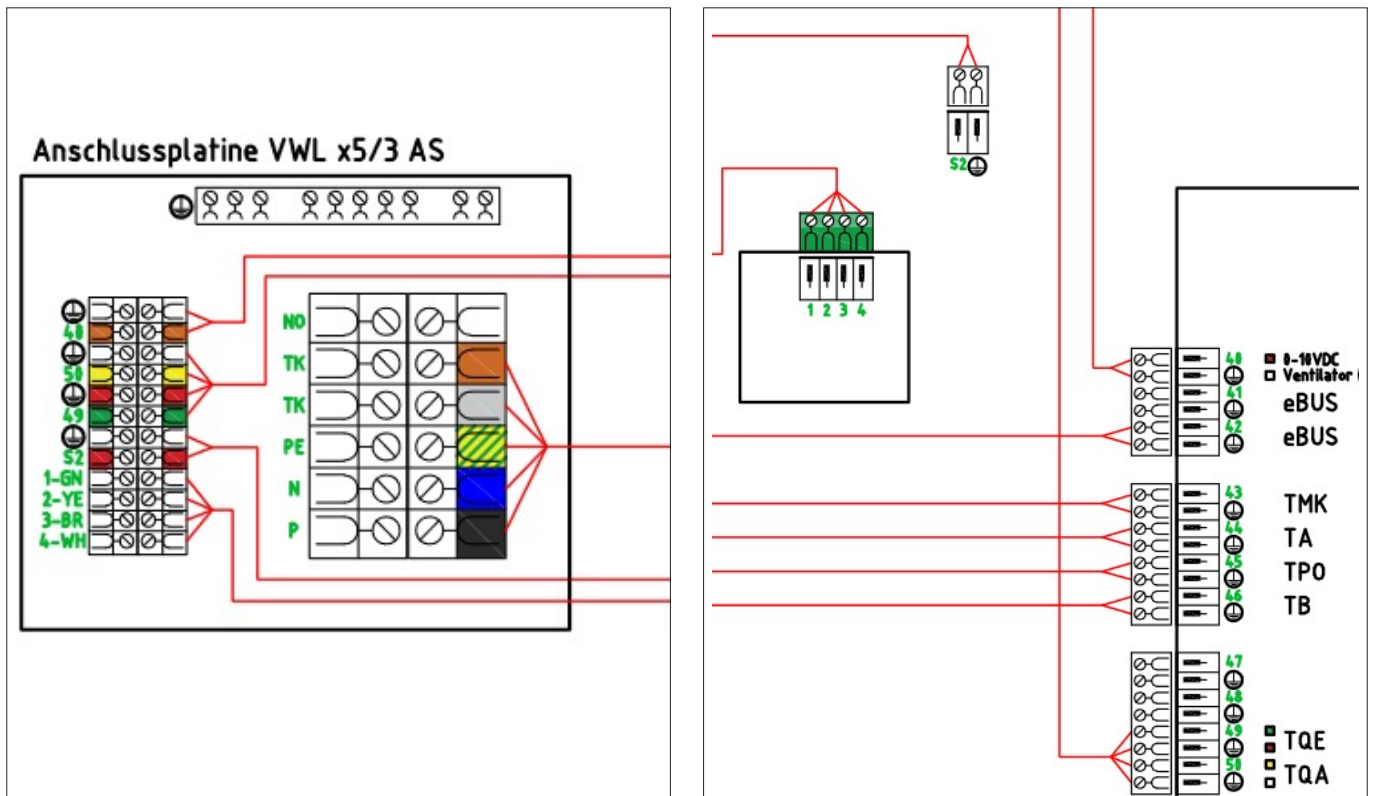 Anschlussplatine VWL x5/3 AS
40
50
49
S2
1-GN
2-YE
3-BR
4-WH
NO
TK
TK
PE
N
P
S2
1 2 3 4
40 0-10VDC
Ventilator
41 eBUS
42 eBUS
43 TMK
44 TA
45 TPO
46 TB
47
48
49 TQE
50 TQA